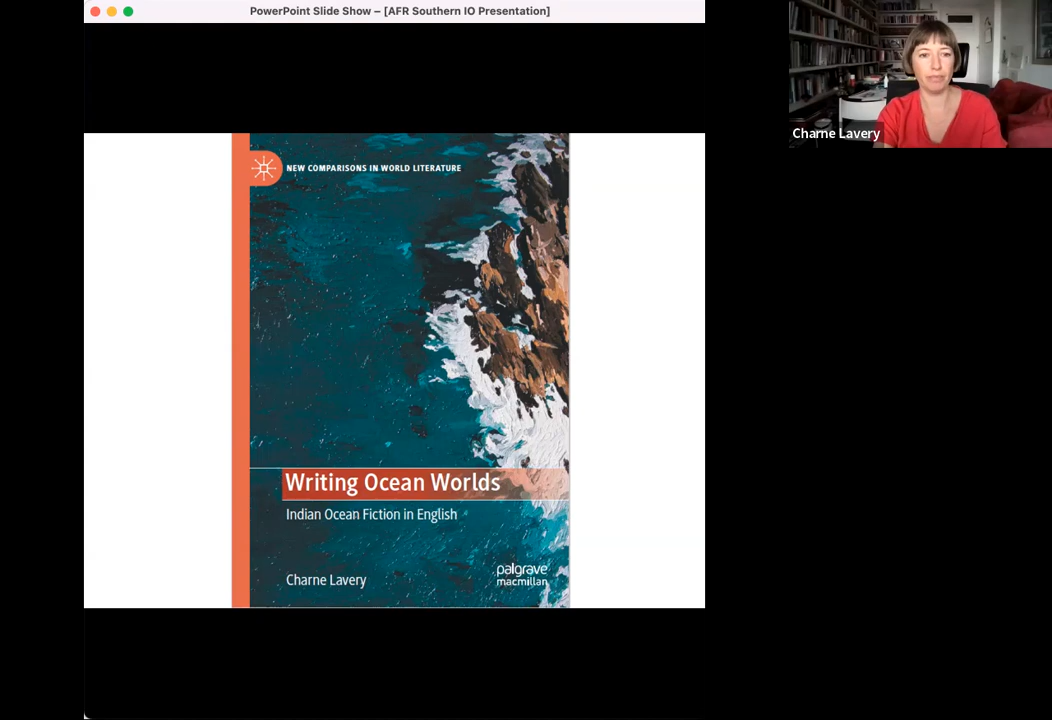 PowerPoint Slide Show – [AFR Southern IO Presentation]
NEW COMPARISONS IN WORLD LITERATURE
Writing Ocean Worlds
Indian Ocean Fiction in English
Charne Lavery
palgrave
macmillan
Charne Lavery